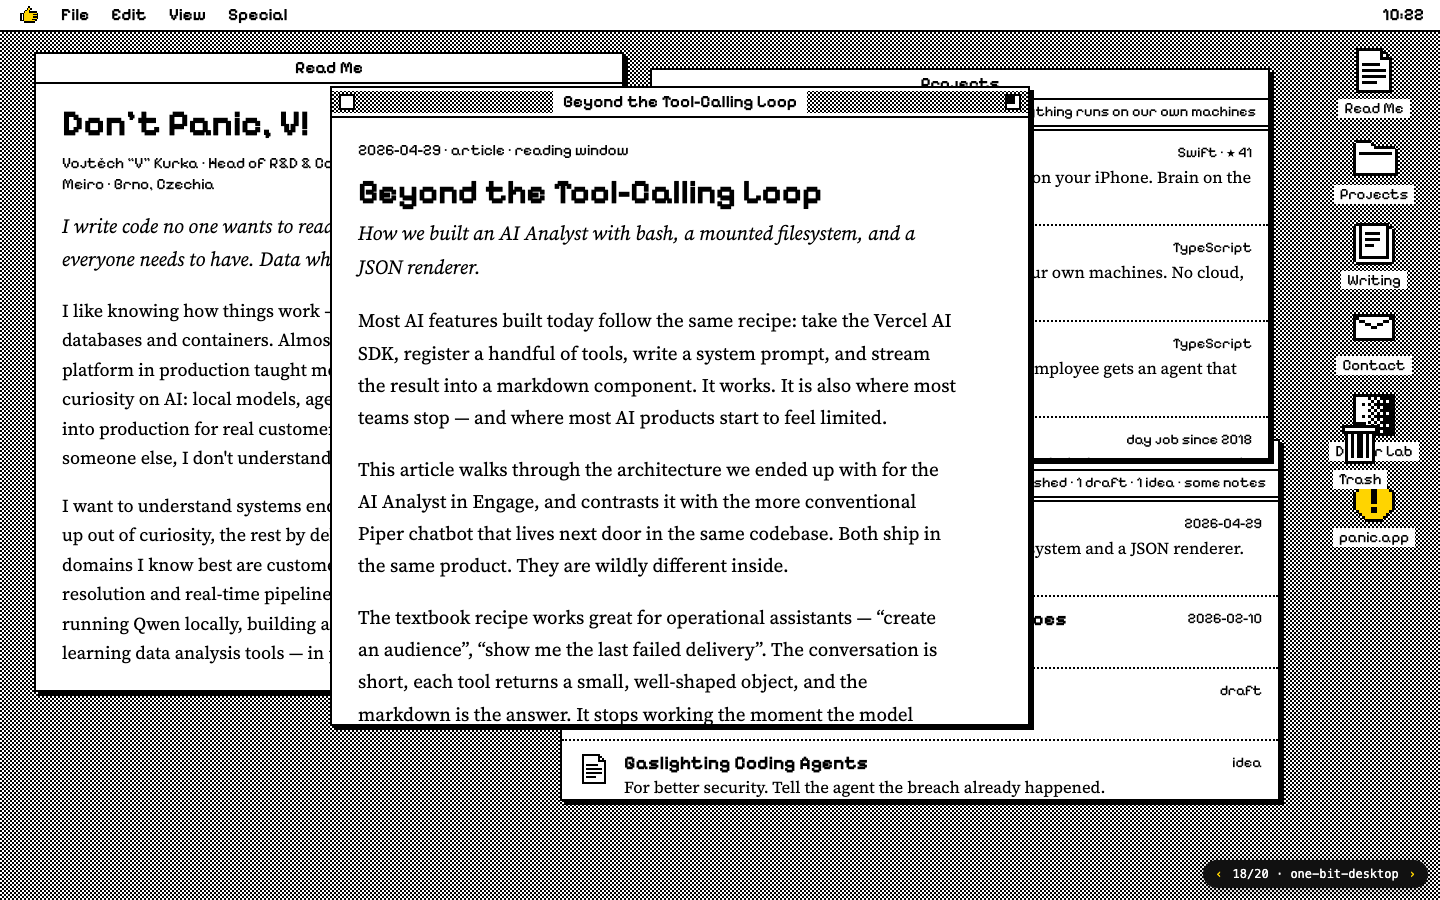 File Edit View Special 10:22
Read Me
Don't Panic, V!
Vojtěch "V" Kurka · Head of R&D &
Meiro · Brno, Czechia
I write code no one wants to read
everyone needs to have. Data
I like knowing how things work –
databases and containers.
platform in production taught
curiosity on AI: local models,
into production for real
someone else, I don't understand
I want to understand systems
up out of curiosity, the rest by
domains I know best are
resolution and real-time
running Qwen locally, building a
learning data analysis tools — in
Beyond the Tool-Calling Loop
2026-04-29 · article · reading window
Beyond the Tool-Calling Loop
How we built an AI Analyst with bash, a mounted filesystem, and a
JSON renderer.
Most AI features built today follow the same recipe: take the Vercel AI
SDK, register a handful of tools, write a system prompt, and stream
the result into a markdown component. It works. It is also where most
teams stop — and where most AI products start to feel limited.
This article walks through the architecture we ended up with for the
AI Analyst in Engage, and contrasts it with the more conventional
Piper chatbot that lives next door in the same codebase. Both ship in
the same product. They are wildly different inside.
The textbook recipe works great for operational assistants — “create
an audience”, “show me the last failed delivery”. The conversation is
short, each tool returns a small, well-shaped object, and the
markdown is the answer. It stops working the moment the model
Projects
thing runs on our own machines
Swift · ★ 41
on your iPhone. Brain on the
TypeScript
ur own machines. No cloud,
TypeScript
mployee gets an agent that
day job since 2018
shed · 1 draft · 1 idea · some notes
2026-04-29
ystem and a JSON renderer.
oes 2026-02-10
draft
Gaslighting Coding Agents idea
For better security. Tell the agent the breach already happened.
Read Me
Projects
Writing
Contact
Lab
Trash
panic.app
‹ 18/20 · one-bit-desktop ›